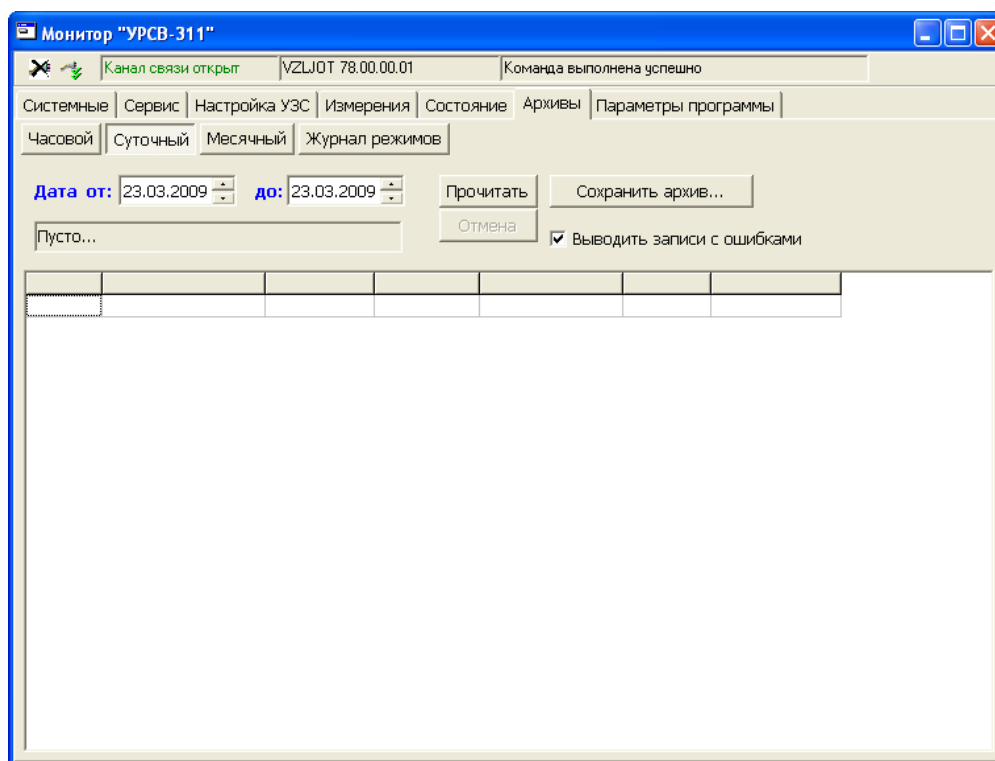 Монитор "УРСВ-311"
Канал связи открыт VZLJOT 78.00.00.01 Команда выполнена успешно
Системные Сервис Настройка УЗС Измерения Состояние Архивы Параметры программы
Часовой Суточный Месячный Журнал режимов
Дата от: 23.03.2009 до: 23.03.2009 Прочитать Сохранить архив...
Пусто... Отмена Выводить записи с ошибками